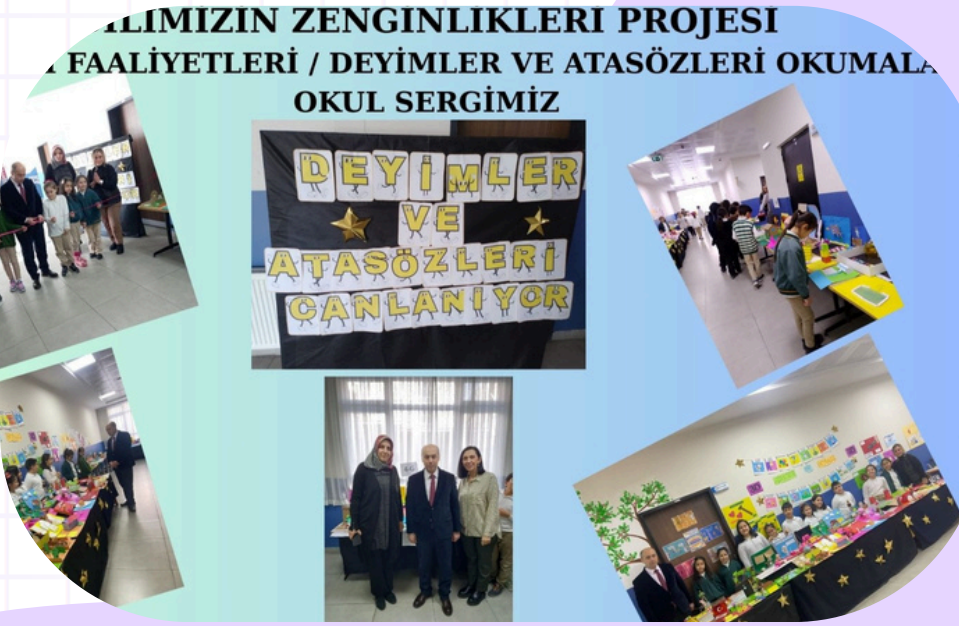 DİLİMİZİN ZENGİNLİKLERİ PROJESİ
FAALİYETLERİ / DEYİMLER VE ATASÖZLERİ
OKUL SERGİMİZ
DEYİMLER
VE
ATASÖZLERİ
CANLANIYOR